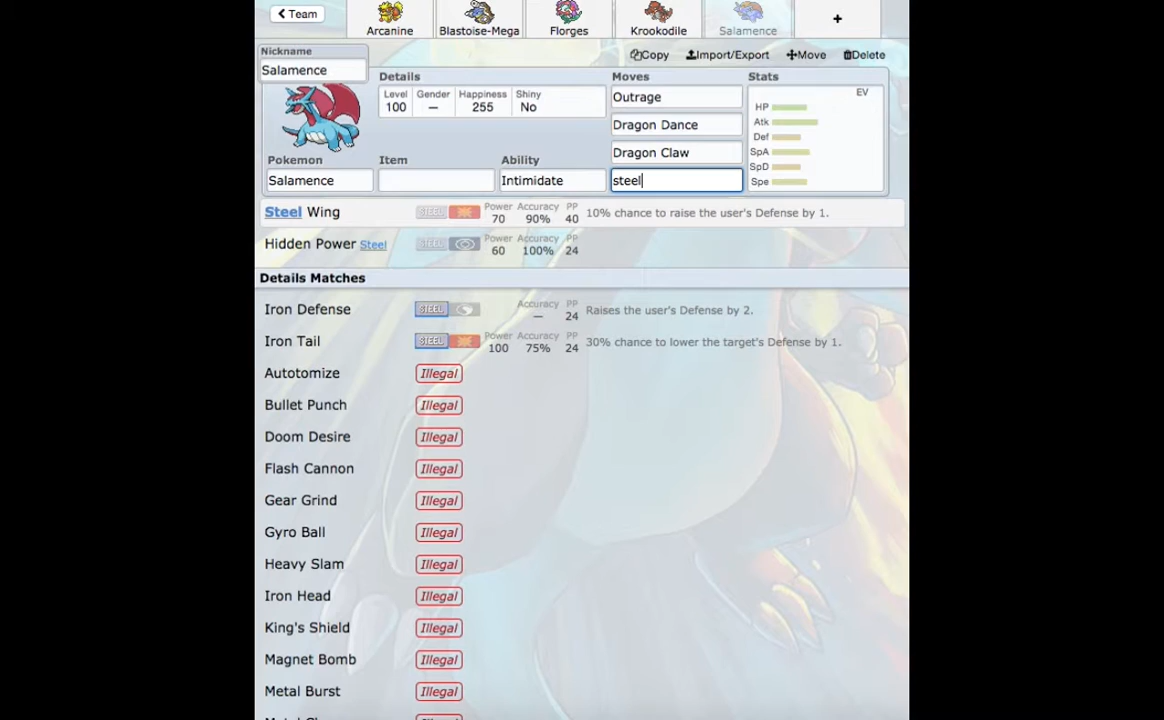 Team
Arcanine
Blastoise-Mega
Florges
Krookodile
Salamence
+
Nickname
Salamence
Copy Import/Export Move Delete
Details
Level 100
Gender —
Happiness 255
Shiny No
Moves
Outrage
Dragon Dance
Dragon Claw
steel
Stats
EV
HP
Atk
Def
SpA
SpD
Spe
Pokemon
Salamence
Item
Ability
Intimidate
Steel Wing STEEL Power 70 Accuracy 90% PP 40 10% chance to raise the user's Defense by 1.
Hidden Power Steel STEEL Power 60 Accuracy 100% PP 24
Details Matches
Iron Defense STEEL Accuracy — PP 24 Raises the user's Defense by 2.
Iron Tail STEEL Power 100 Accuracy 75% PP 24 30% chance to lower the target's Defense by 1.
Autotomize Illegal
Bullet Punch Illegal
Doom Desire Illegal
Flash Cannon Illegal
Gear Grind Illegal
Gyro Ball Illegal
Heavy Slam Illegal
Iron Head Illegal
King's Shield Illegal
Magnet Bomb Illegal
Metal Burst Illegal